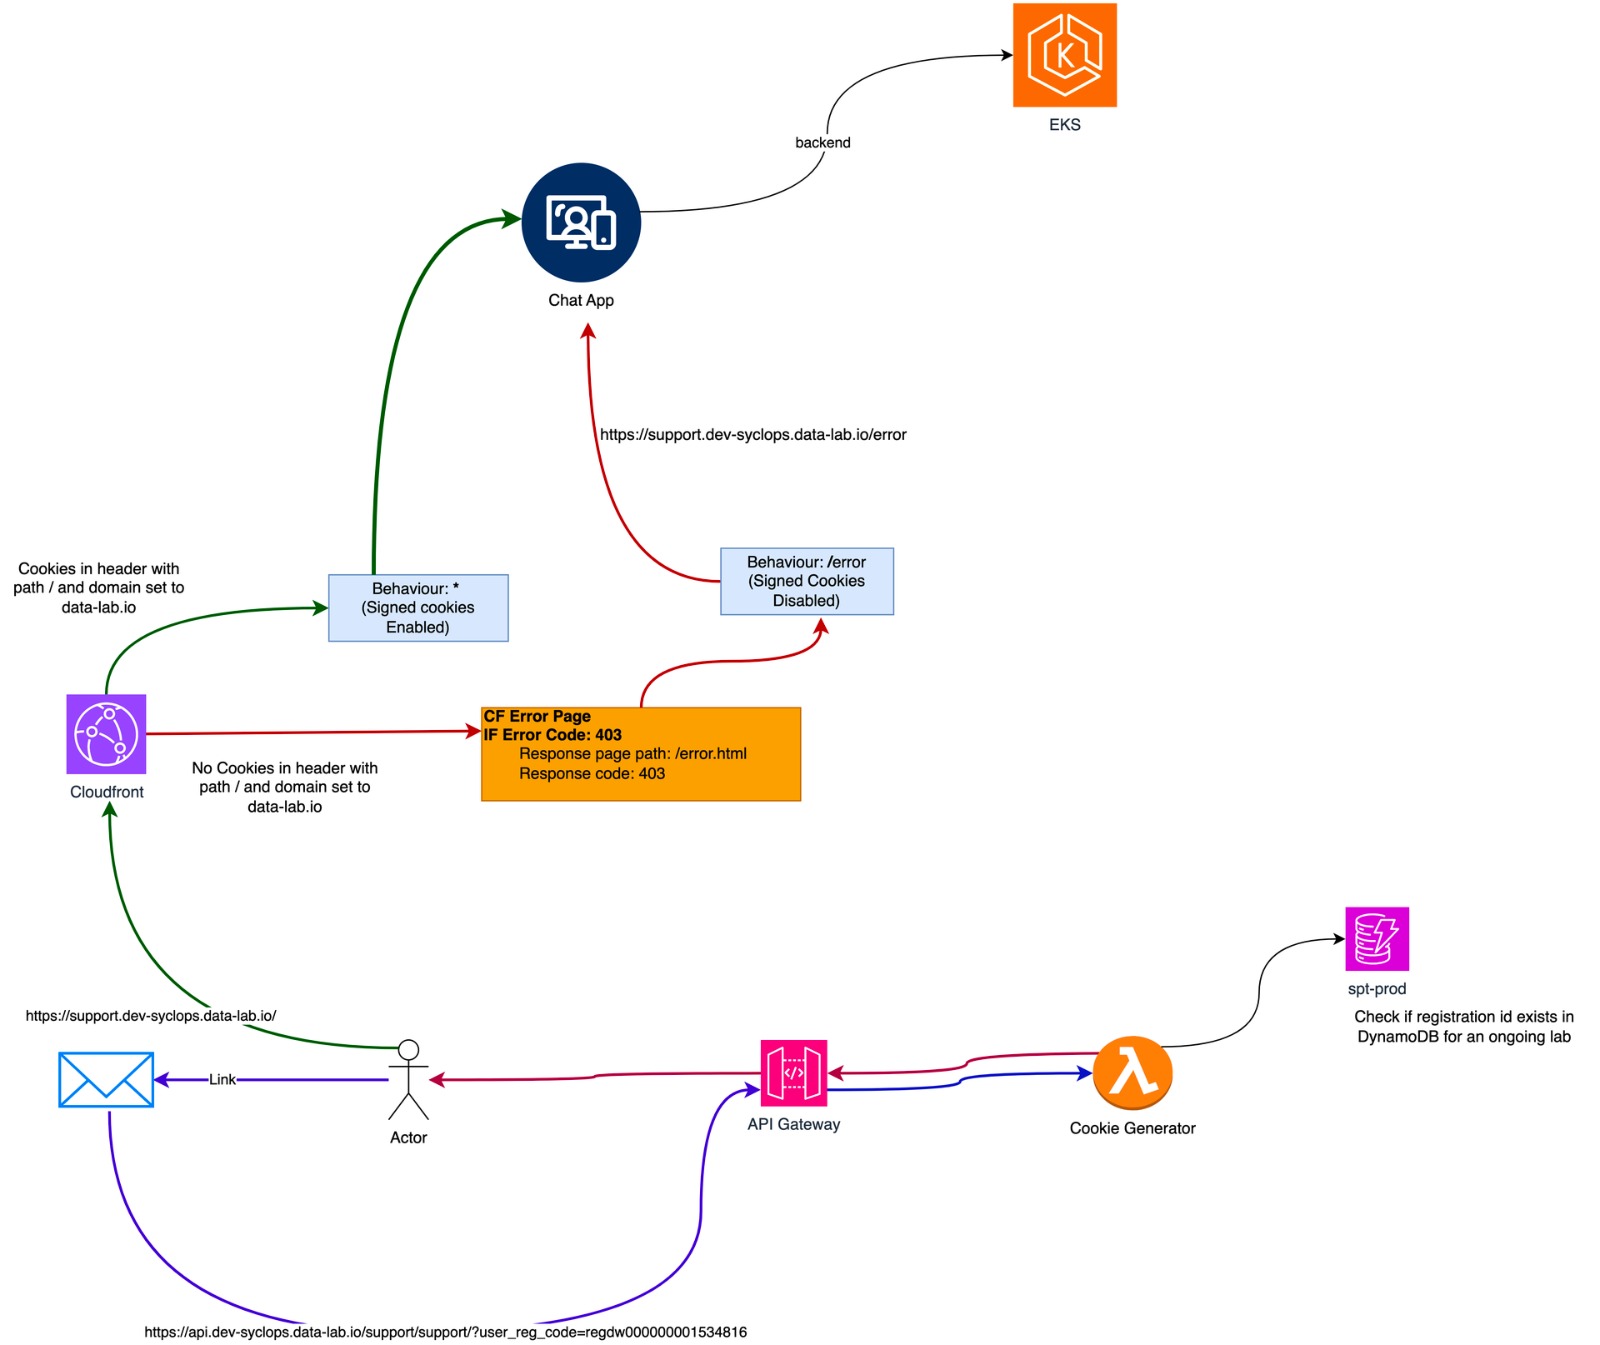 EKS
backend
Chat App
https://support.dev-syclops.data-lab.io/error
Behaviour: /error
(Signed Cookies
Disabled)
Cookies in header with
path / and domain set to
data-lab.io
Behaviour: *
(Signed cookies
Enabled)
CF Error Page
IF Error Code: 403
Response page path: /error.html
Response code: 403
No Cookies in header with
path / and domain set to
data-lab.io
Cloudfront
https://support.dev-syclops.data-lab.io/
Link
Actor
API Gateway
Cookie Generator
spt-prod
Check if registration id exists in
DynamoDB for an ongoing lab
https://api.dev-syclops.data-lab.io/support/support/?user_reg_code=regdw000000001534816